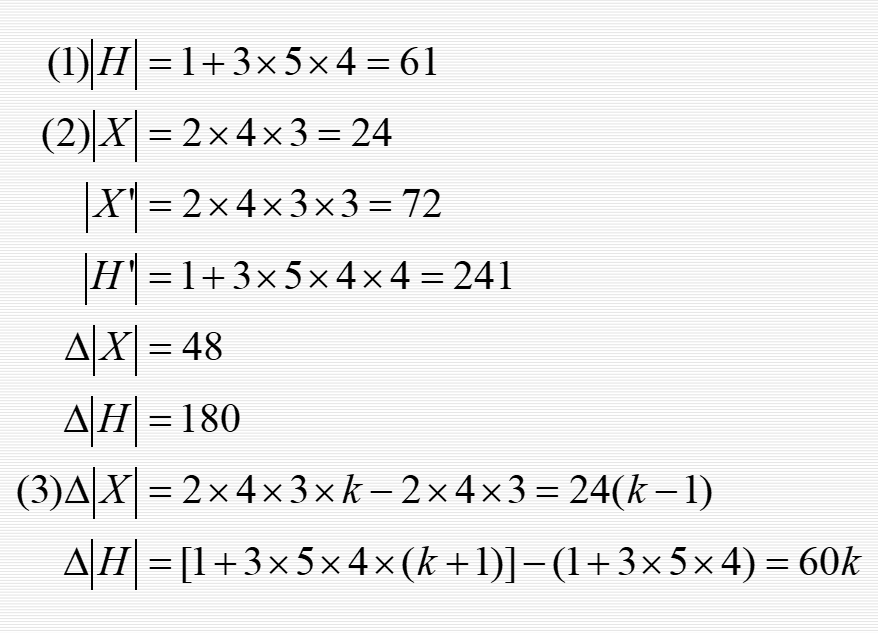 (1)|H| = 1+3×5×4 = 61
(2)|X| = 2×4×3 = 24
|X'| = 2×4×3×3 = 72
|H'| = 1+3×5×4×4 = 241
Δ|X| = 48
Δ|H| = 180
(3)Δ|X| = 2×4×3×k−2×4×3 = 24(k−1)
Δ|H| = [1+3×5×4×(k+1)]−(1+3×5×4) = 60k